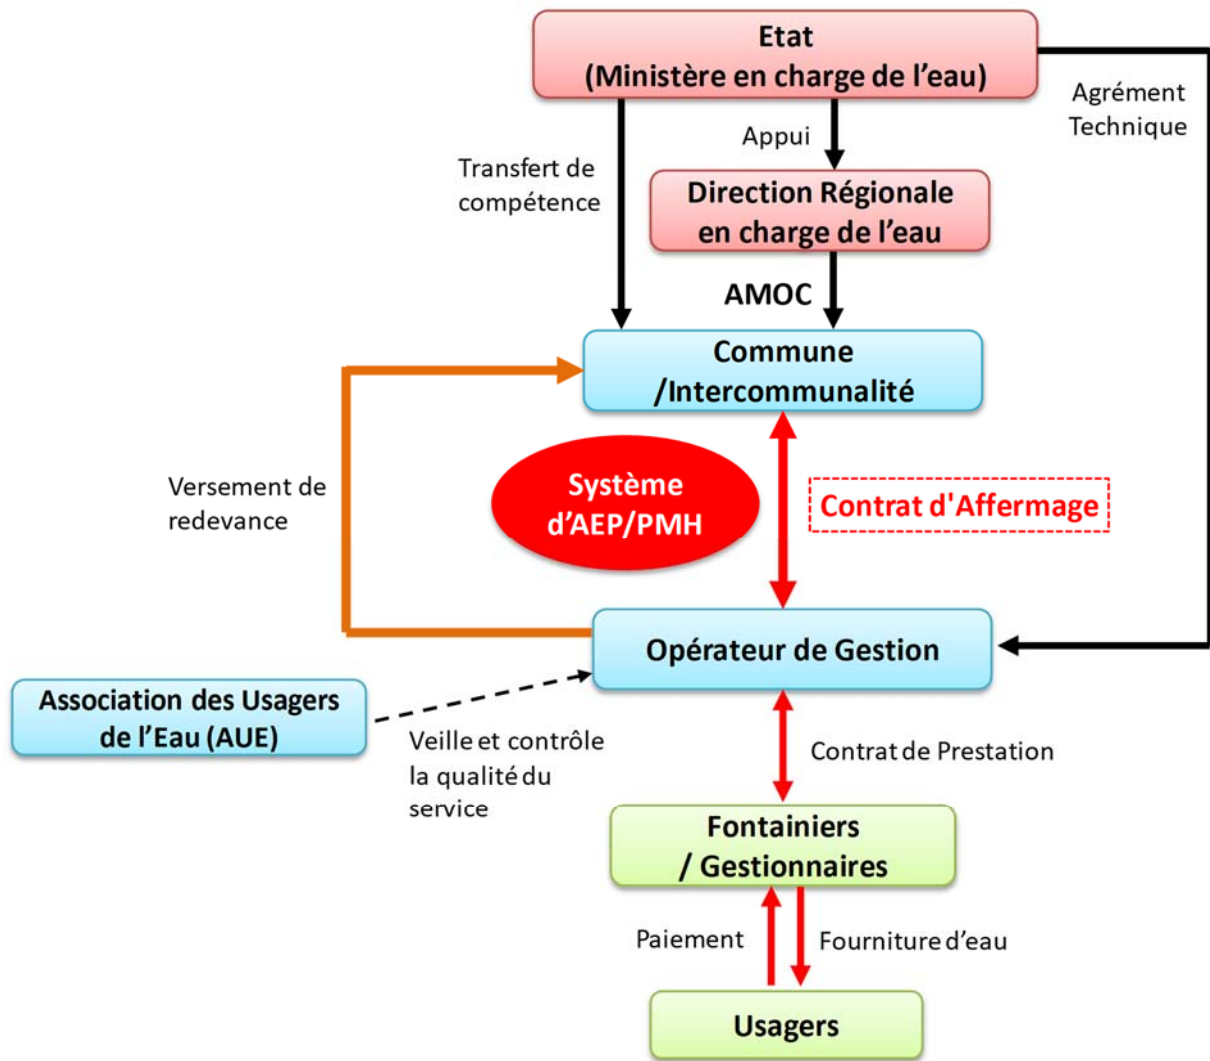 Etat
(Ministère en charge de l’eau)
Agrément
Technique
Appui
Transfert de
compétence
Direction Régionale
en charge de l’eau
AMOC
Commune
/Intercommunalité
Versement de
redevance
Système
d’AEP/PMH
Contrat d'Affermage
Opérateur de Gestion
Association des Usagers
de l’Eau (AUE)
Veille et contrôle
la qualité du
service
Contrat de Prestation
Fontainiers
/ Gestionnaires
Paiement
Fourniture d’eau
Usagers